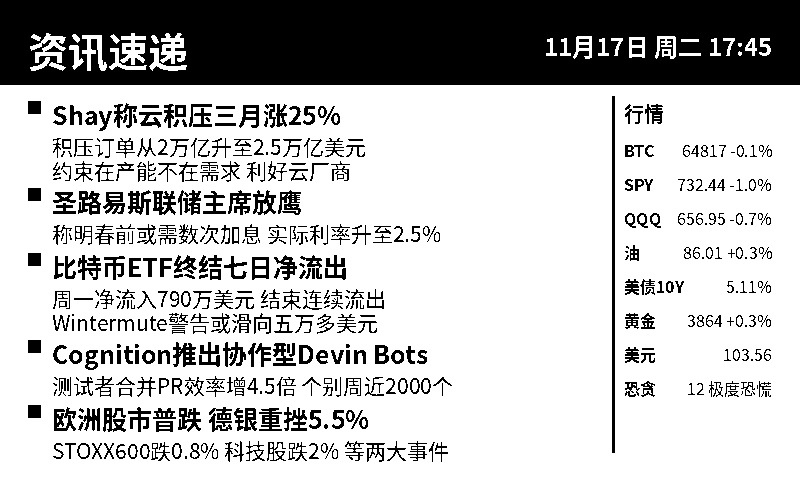 资讯速递
11月17日 周二 17:45
Shay称云积压三月涨25%
积压订单从2万亿升至2.5万亿美元
约束在产能不在需求 利好云厂商
圣路易斯联储主席放鹰
称明春前或需数次加息 实际利率升至2.5%
比特币ETF终结七日净流出
周一净流入790万美元 结束连续流出
Wintermute警告或滑向五万多美元
Cognition推出协作型Devin Bots
测试者合并PR效率增4.5倍 个别周近2000个
欧洲股市普跌 德银重挫5.5%
STOXX600跌0.8% 科技股跌2% 等两大事件
行情
BTC 64817 -0.1%
SPY 732.44 -1.0%
QQQ 656.95 -0.7%
油 86.01 +0.3%
美债10Y 5.11%
黄金 3864 +0.3%
美元 103.56
恐贪 12 极度恐慌